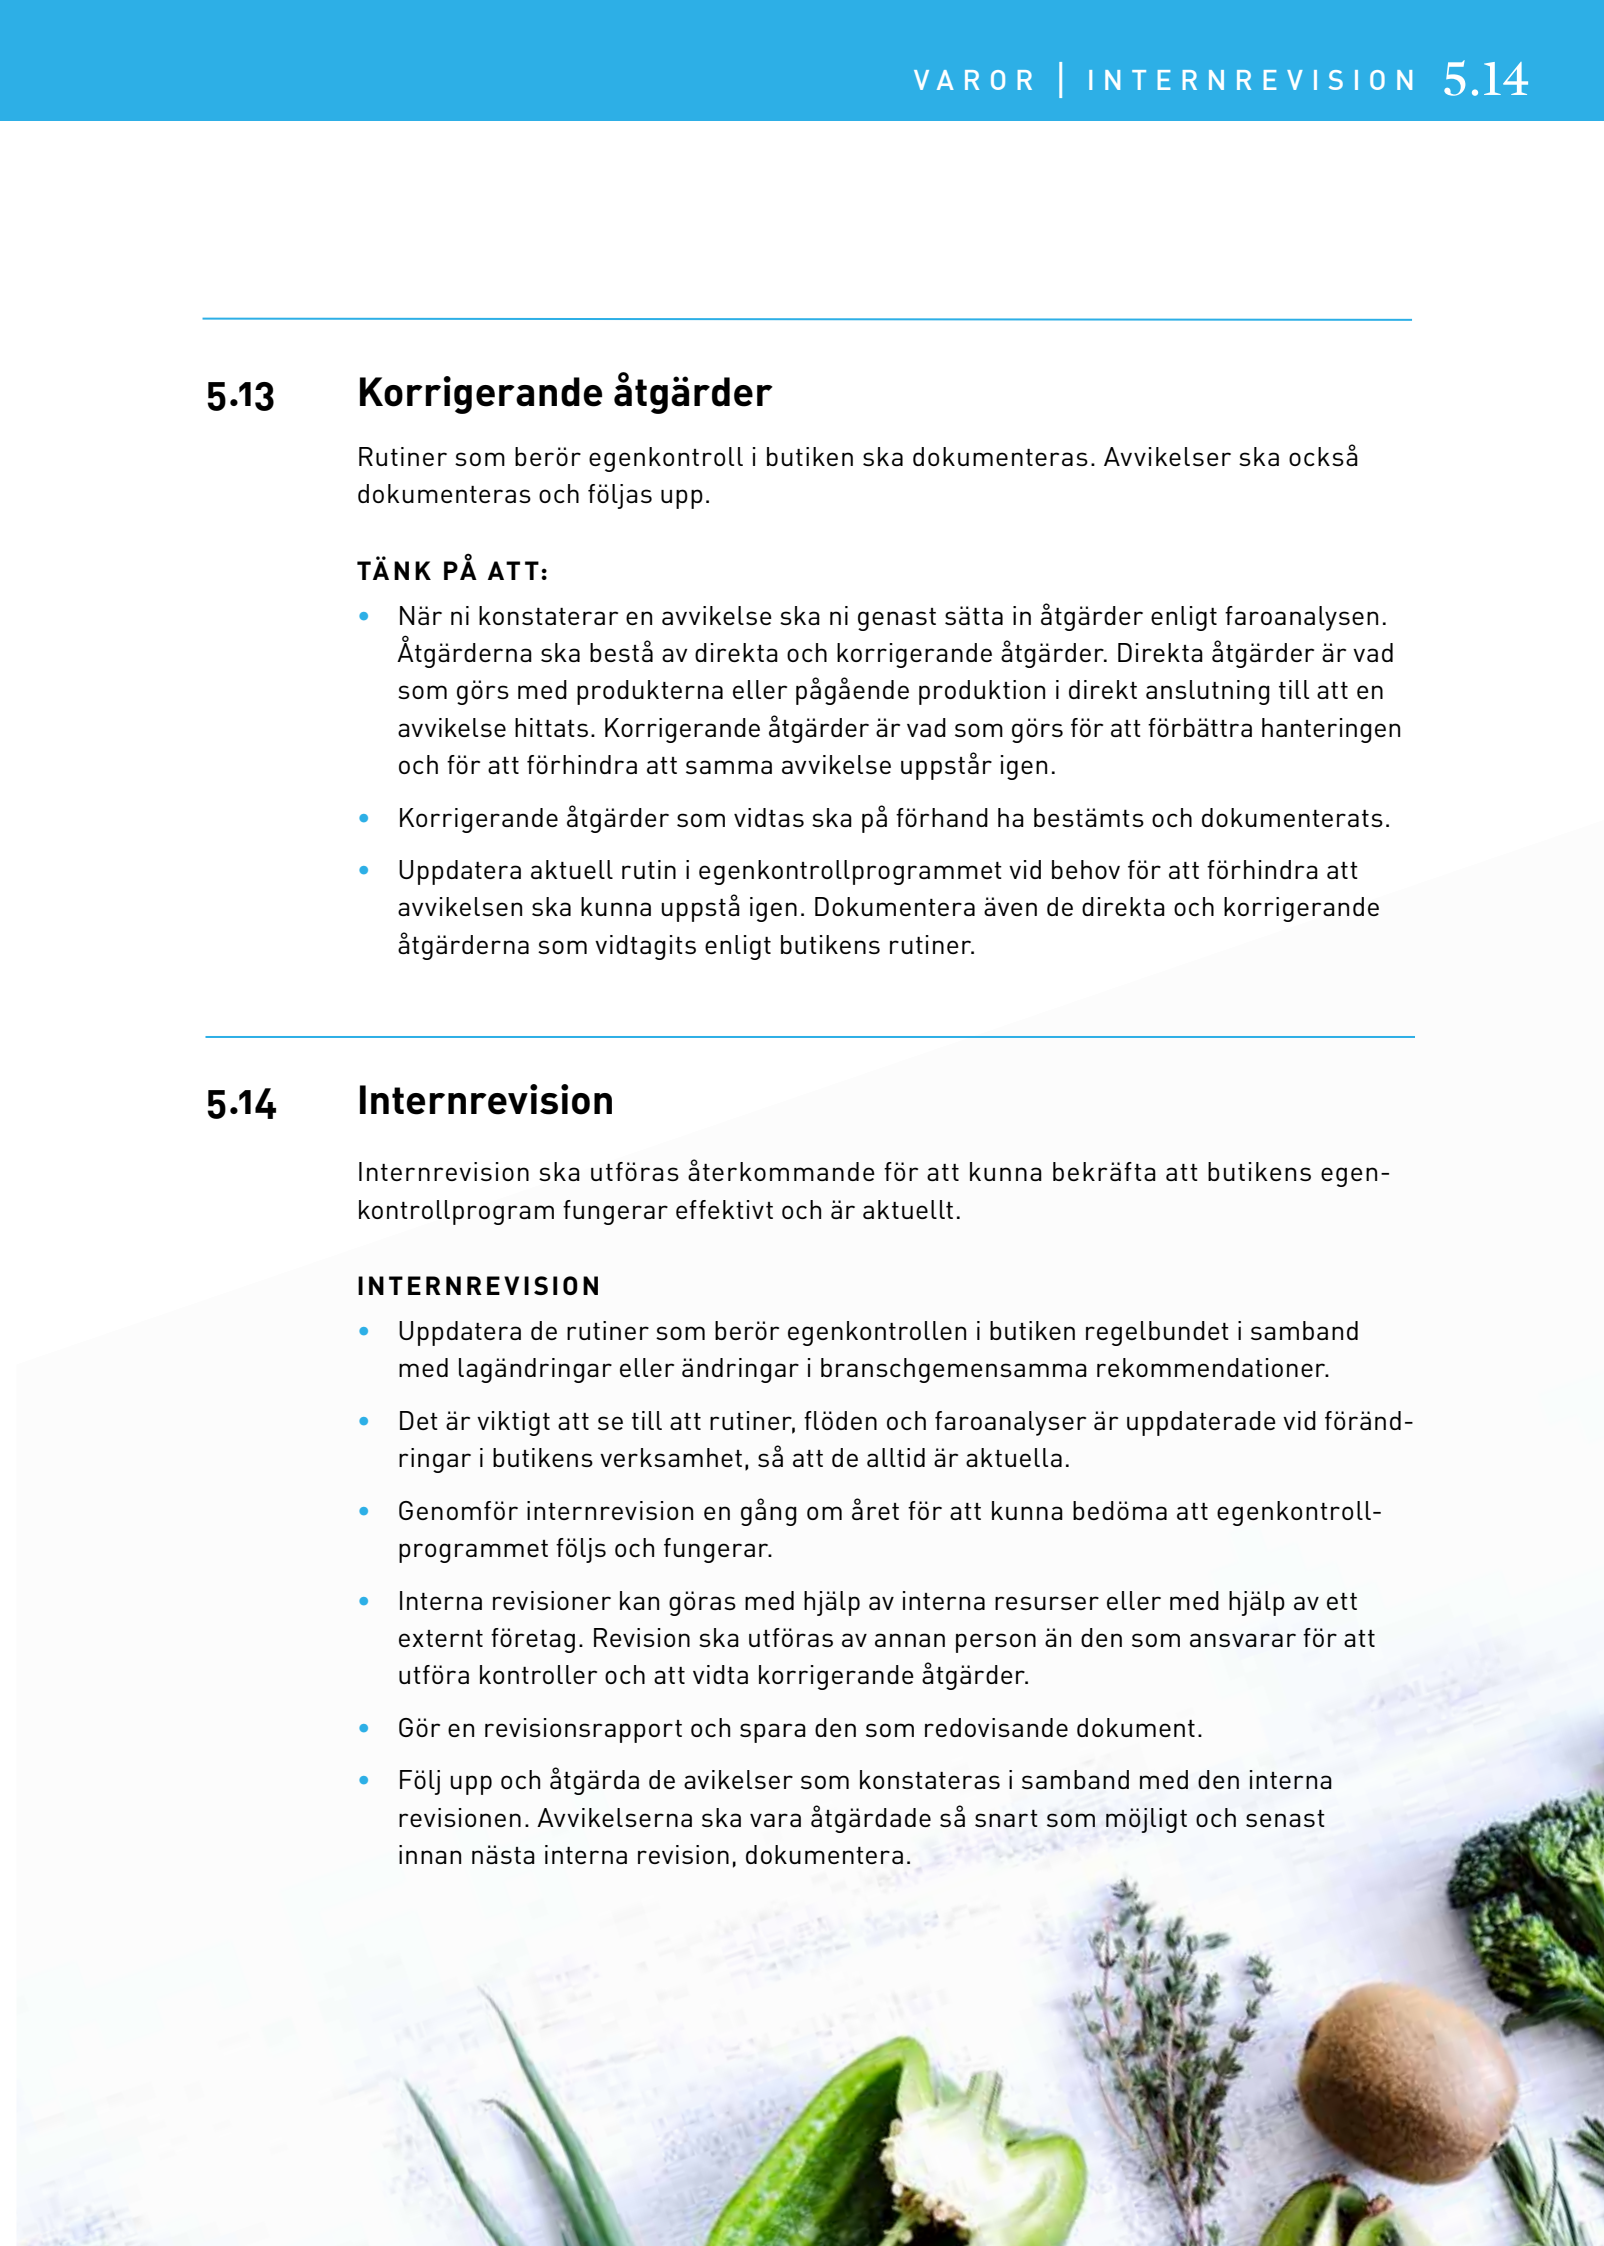 VAROR | INTERNREVISION 5.14
5.13 Korrigerande åtgärder
Rutiner som berör egenkontroll i butiken ska dokumenteras. Avvikelser ska också
dokumenteras och följas upp.
TÄNK PÅ ATT:
• När ni konstaterar en avvikelse ska ni genast sätta in åtgärder enligt faroanalysen.
Åtgärderna ska bestå av direkta och korrigerande åtgärder. Direkta åtgärder är vad
som görs med produkterna eller pågående produktion i direkt anslutning till att en
avvikelse hittats. Korrigerande åtgärder är vad som görs för att förbättra hanteringen
och för att förhindra att samma avvikelse uppstår igen.
• Korrigerande åtgärder som vidtas ska på förhand ha bestämts och dokumenterats.
• Uppdatera aktuell rutin i egenkontrollprogrammet vid behov för att förhindra att
avvikelsen ska kunna uppstå igen. Dokumentera även de direkta och korrigerande
åtgärderna som vidtagits enligt butikens rutiner.
5.14 Internrevision
Internrevision ska utföras återkommande för att kunna bekräfta att butikens egen-
kontrollprogram fungerar effektivt och är aktuellt.
INTERNREVISION
• Uppdatera de rutiner som berör egenkontrollen i butiken regelbundet i samband
med lagändringar eller ändringar i branschgemensamma rekommendationer.
• Det är viktigt att se till att rutiner, flöden och faroanalyser är uppdaterade vid föränd-
ringar i butikens verksamhet, så att de alltid är aktuella.
• Genomför internrevision en gång om året för att kunna bedöma att egenkontroll-
programmet följs och fungerar.
• Interna revisioner kan göras med hjälp av interna resurser eller med hjälp av ett
externt företag. Revision ska utföras av annan person än den som ansvarar för att
utföra kontroller och att vidta korrigerande åtgärder.
• Gör en revisionsrapport och spara den som redovisande dokument.
• Följ upp och åtgärda de avikelser som konstateras i samband med den interna
revisionen. Avvikelserna ska vara åtgärdade så snart som möjligt och senast
innan nästa interna revision, dokumentera.